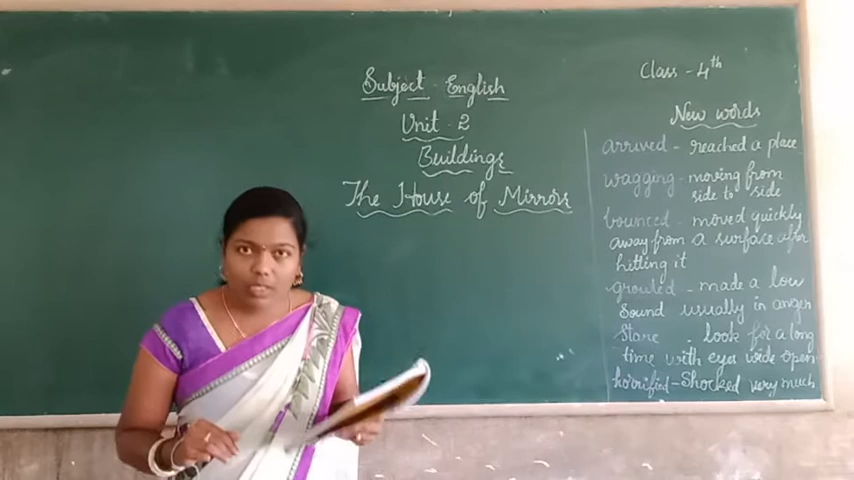 Subject - English
Unit - 2
Buildings
The House of Mirrors
Class - 4th
New words
arrived - reached a place
wagging - moving from
side to side
bounced - moved quickly
away from a surface after
hitting it
growled - made a low
sound usually in anger
stare - look for a long
time with eyes wide open
horrified - shocked very much